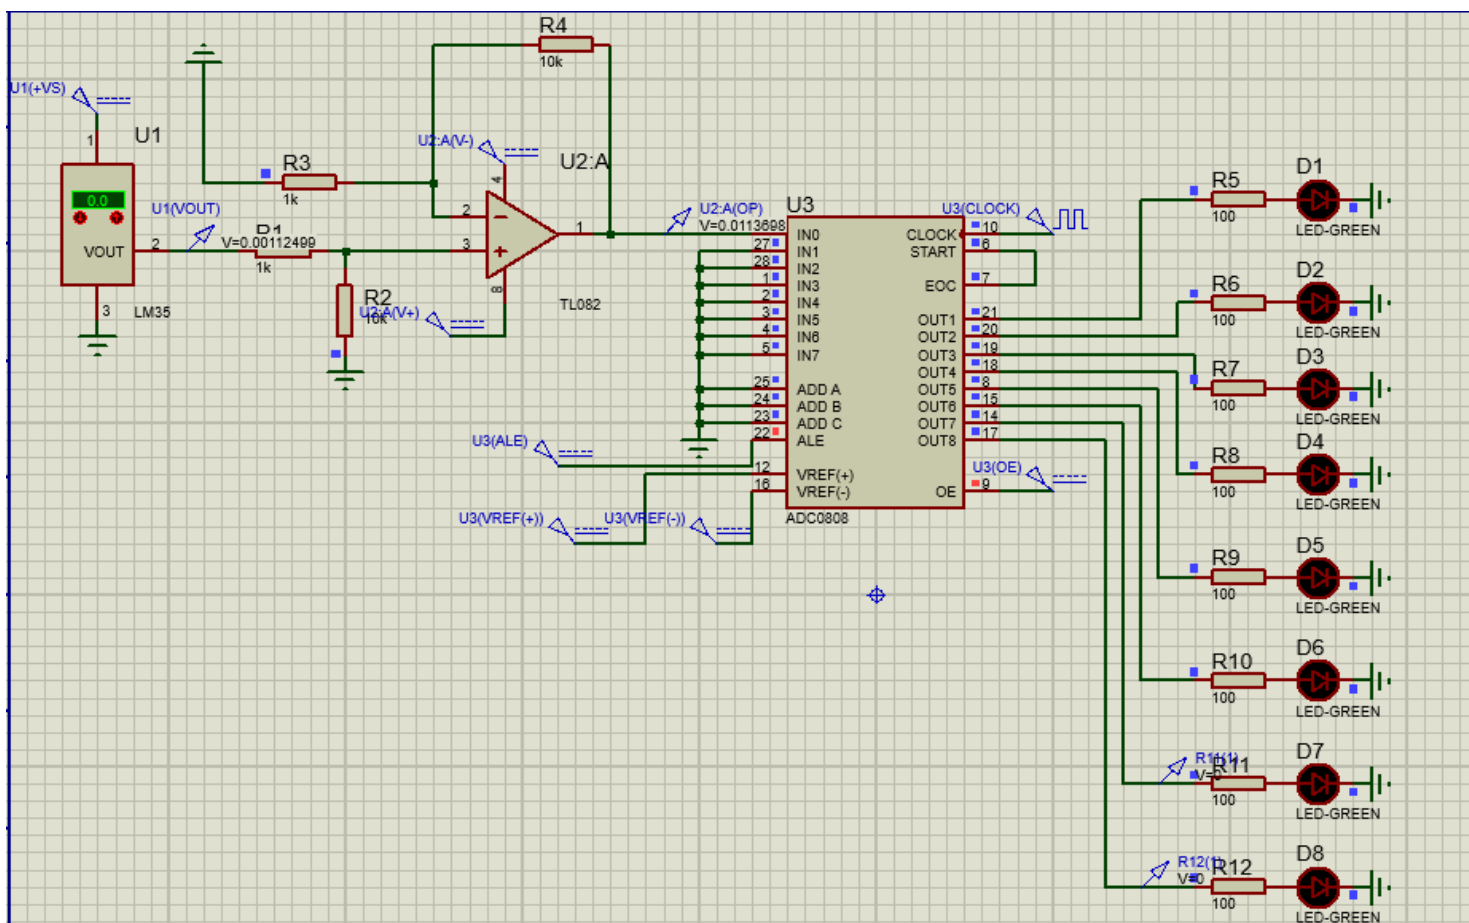 R4
10k
U1(+VS)
1
U1
0.0
VOUT
2
3
LM35
U1(VOUT)
V=0.00112499
R1
1k
R3
1k
R2
10k
U2:A(V-)
4
U2:A
2
3
1
8
TL082
U2:A(V+)
U2:A(OP)
V=0.0113698
U3
IN0
27
IN1
28
IN2
1
IN3
2
IN4
3
IN5
4
IN6
5
IN7
25
ADD A
24
ADD B
23
ADD C
22
ALE
12
VREF(+)
16
VREF(-)
ADC0808
U3(ALE)
U3(VREF(+))
U3(VREF(-))
U3(CLOCK)
CLOCK
10
START
6
EOC
7
OUT1
21
OUT2
20
OUT3
19
OUT4
18
OUT5
8
OUT6
15
OUT7
14
OUT8
17
U3(OE)
OE
9
R5
100
D1
LED-GREEN
R6
100
D2
LED-GREEN
R7
100
D3
LED-GREEN
R8
100
D4
LED-GREEN
R9
100
D5
LED-GREEN
R10
100
D6
LED-GREEN
R11(1)
V=0
R11
100
D7
LED-GREEN
R12(1)
V=0
R12
100
D8
LED-GREEN